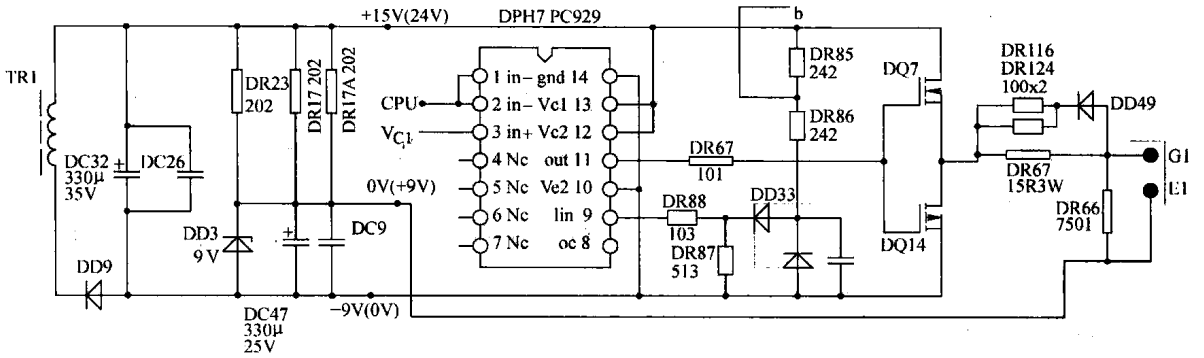 +15V(24V)
DPH7 PC929
b
TR1
DC32
330μ
35V
DC26
DD9
DR23
202
DR17 202
DR17A 202
0V(+9V)
DD3
9V
DC9
DC47
330μ
25V
−9V(0V)
CPU
VC1
1 in- gnd 14
2 in- Vc1 13
3 in+ Vc2 12
4 Nc out 11
5 Nc Ve2 10
6 Nc lin 9
7 Nc oc 8
DR67
101
DR88
103
DR87
513
DD33
DR85
242
DR86
242
DQ7
DQ14
DR116
DR124
100x2
DD49
DR67
15R3W
DR66
7501
G1
E1